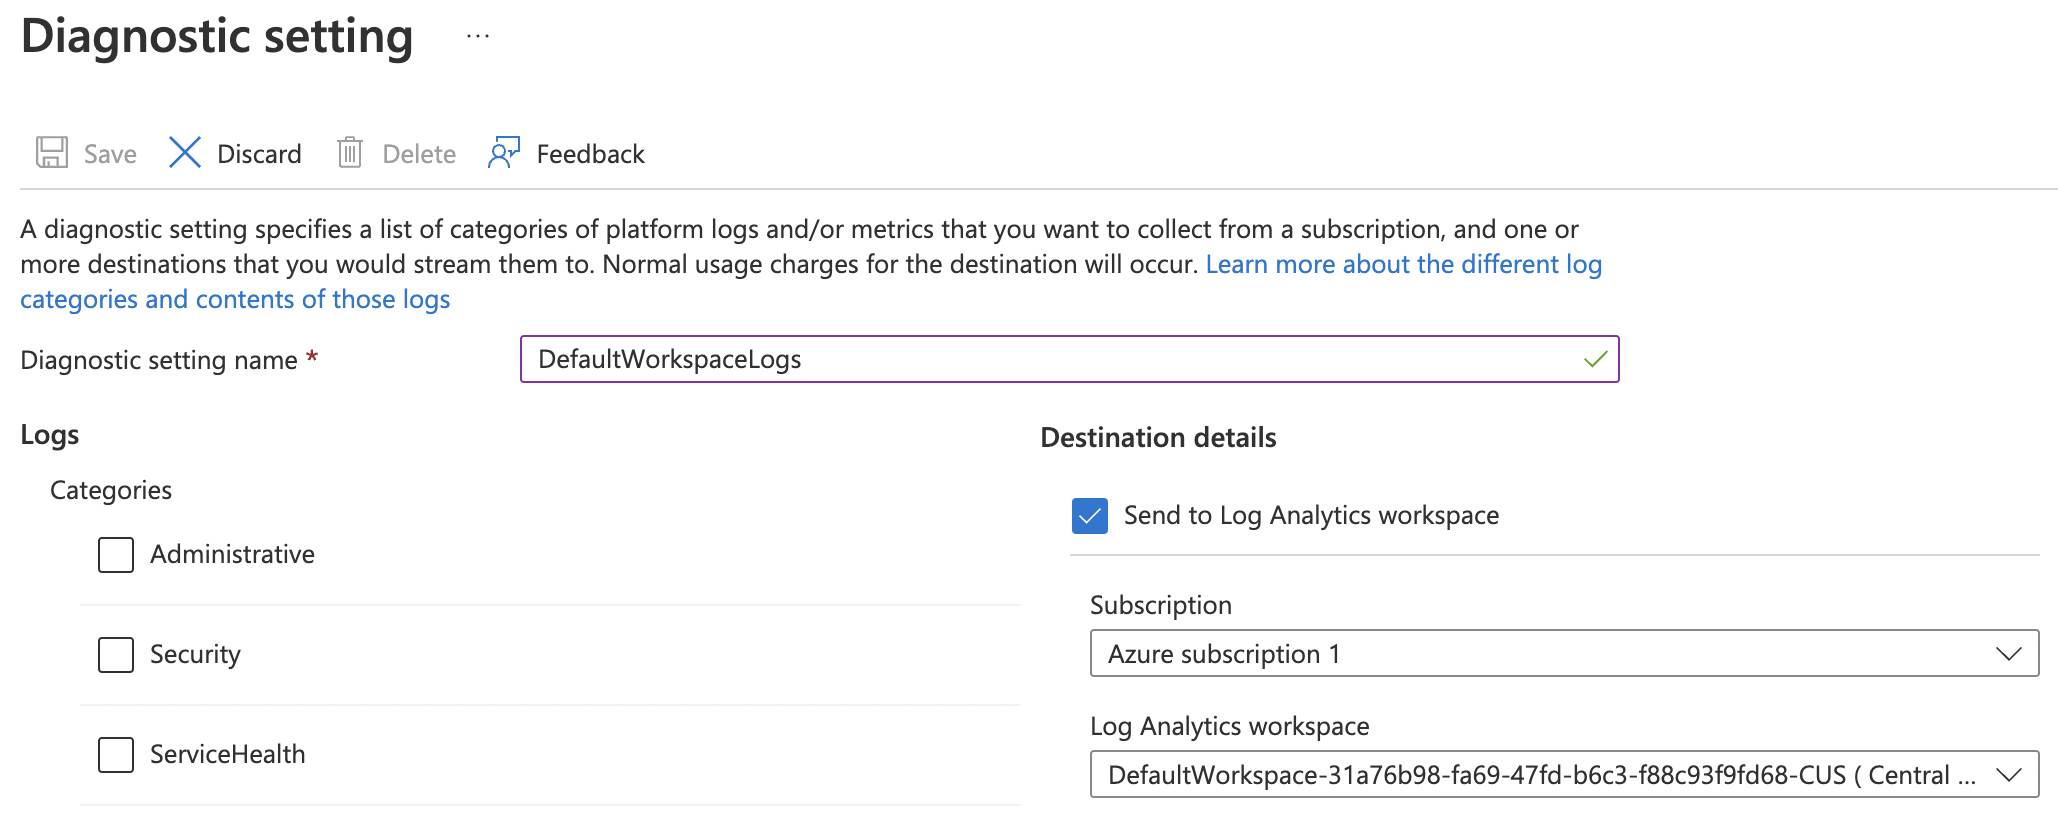 Diagnostic setting ...
Save Discard Delete Feedback
A diagnostic setting specifies a list of categories of platform logs and/or metrics that you want to collect from a subscription, and one or
more destinations that you would stream them to. Normal usage charges for the destination will occur. Learn more about the different log
categories and contents of those logs
Diagnostic setting name *
DefaultWorkspaceLogs
Logs
Categories
Administrative
Security
ServiceHealth
Destination details
Send to Log Analytics workspace
Subscription
Azure subscription 1
Log Analytics workspace
DefaultWorkspace-31a76b98-fa69-47fd-b6c3-f88c93f9fd68-CUS ( Central ...